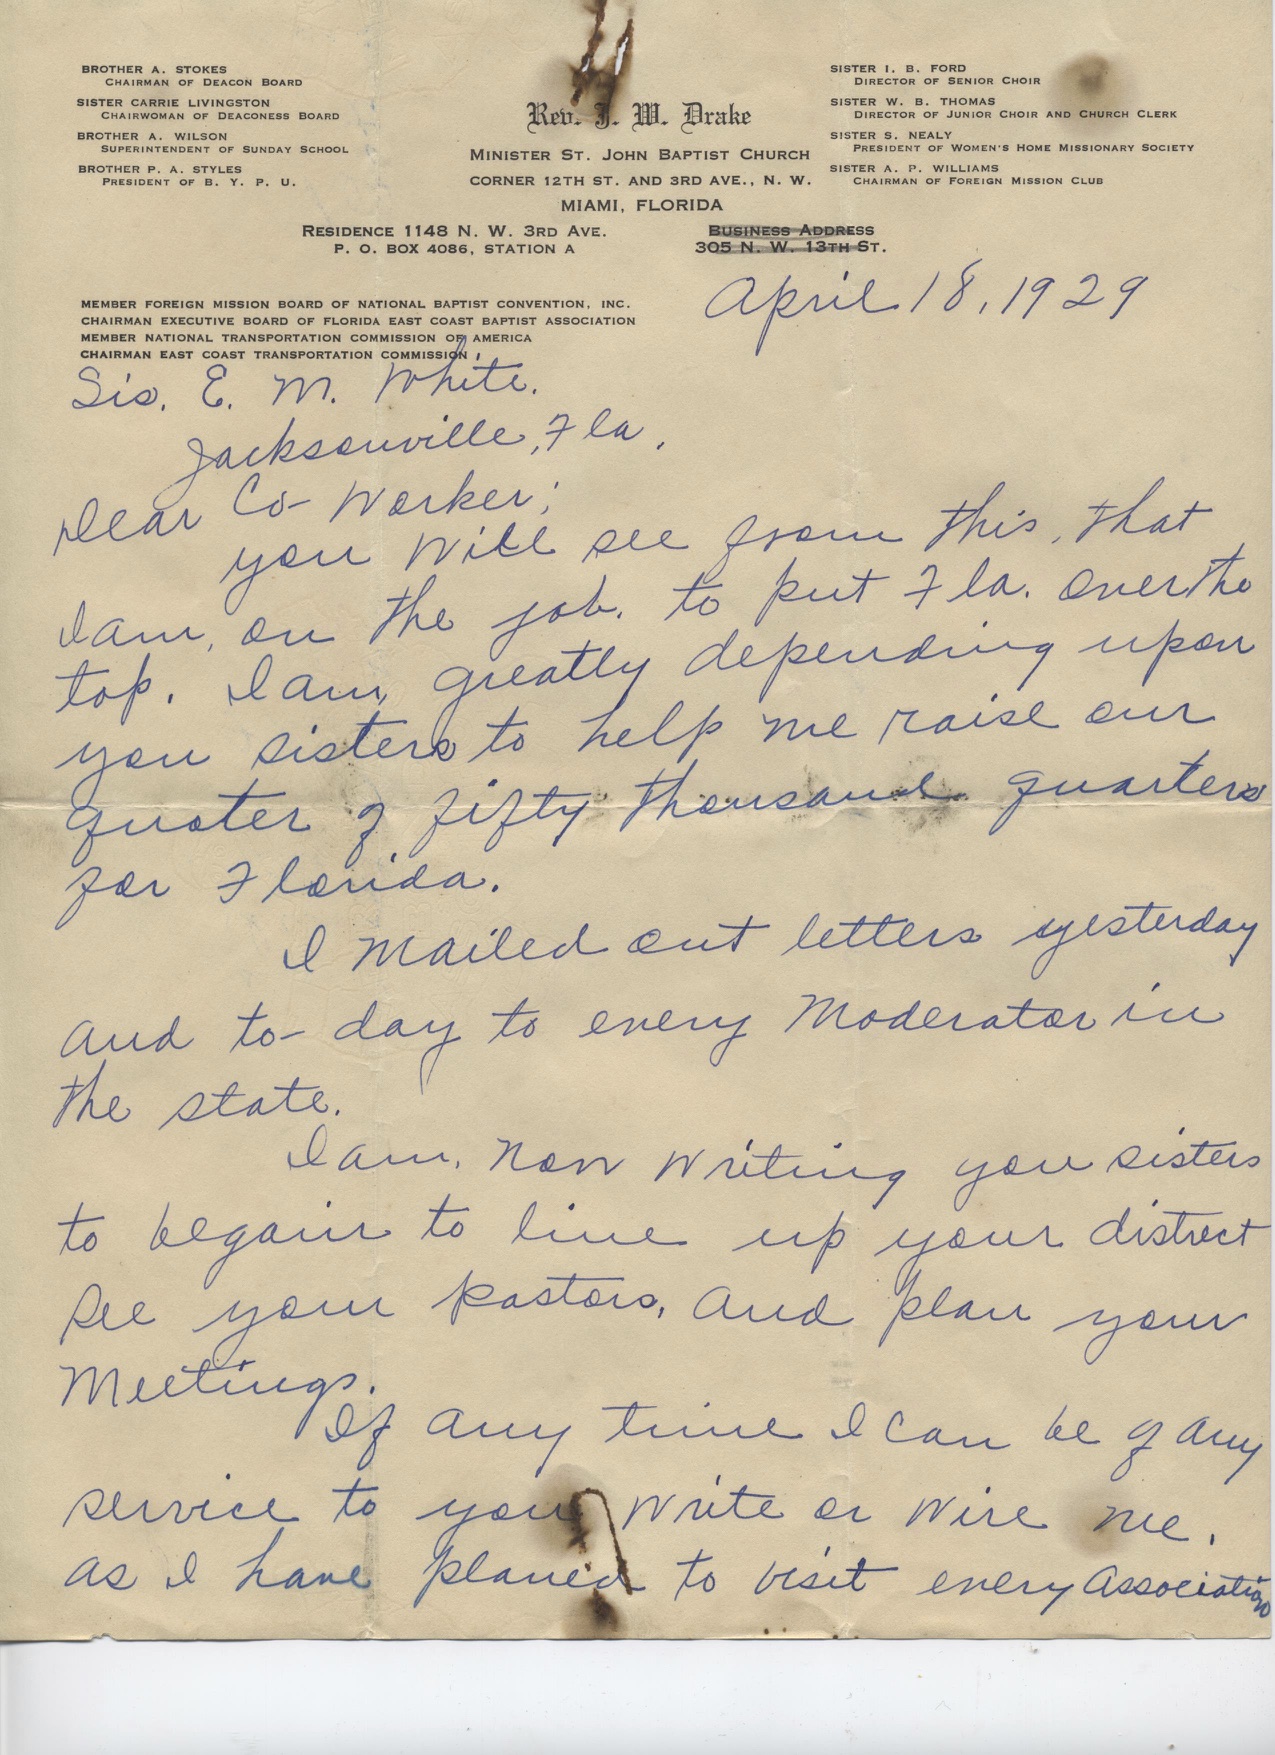 BROTHER A. STOKES
CHAIRMAN OF DEACON BOARD
SISTER CARRIE LIVINGSTON
CHAIRWOMAN OF DEACONESS BOARD
BROTHER A. WILSON
SUPERINTENDENT OF SUNDAY SCHOOL
BROTHER P. A. STYLES
PRESIDENT OF B. Y. P. U.
Rev. J. W. Drake
MINISTER ST. JOHN BAPTIST CHURCH
CORNER 12TH ST. AND 3RD AVE., N. W.
MIAMI, FLORIDA
SISTER I. B. FORD
DIRECTOR OF SENIOR CHOIR
SISTER W. B. THOMAS
DIRECTOR OF JUNIOR CHOIR AND CHURCH CLERK
SISTER S. NEALY
PRESIDENT OF WOMEN'S HOME MISSIONARY SOCIETY
SISTER A. P. WILLIAMS
CHAIRMAN OF FOREIGN MISSION CLUB
RESIDENCE 1148 N. W. 3RD AVE.
P. O. BOX 4086, STATION A
BUSINESS ADDRESS
305 N. W. 13TH ST.
April 18, 1929
MEMBER FOREIGN MISSION BOARD OF NATIONAL BAPTIST CONVENTION, INC.
CHAIRMAN EXECUTIVE BOARD OF FLORIDA EAST COAST BAPTIST ASSOCIATION
MEMBER NATIONAL TRANSPORTATION COMMISSION OF AMERICA
CHAIRMAN EAST COAST TRANSPORTATION COMMISSION
Sis. E. M. White.
Jacksonville, Fla.
Dear Co-Worker;
you will see from this, that
I am, on the job. to put Fla. over the
top. I am, greatly depending upon
you sisters to help me raise our
quoter of fifty thousand quarters
for Florida.
I mailed out letters yesterday
and to-day to every Moderator in
the state.
I am. now writing you sisters
to begain to line up your district
see your pastors, and plan your
Meetings.
If any time I can be of any
service to you write or wire me.
as I have planed to visit every Association